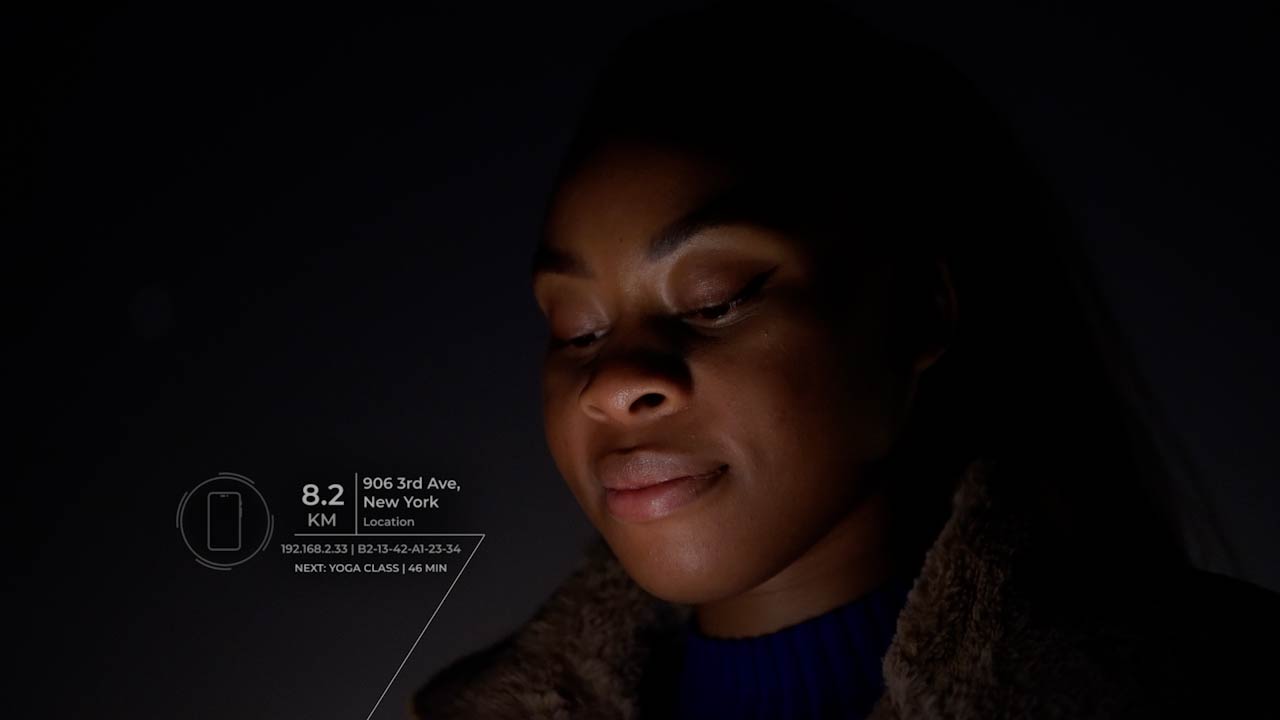 8.2
KM
906 3rd Ave,
New York
Location
192.168.2.33 | B2-13-42-A1-23-34
NEXT: YOGA CLASS | 46 MIN